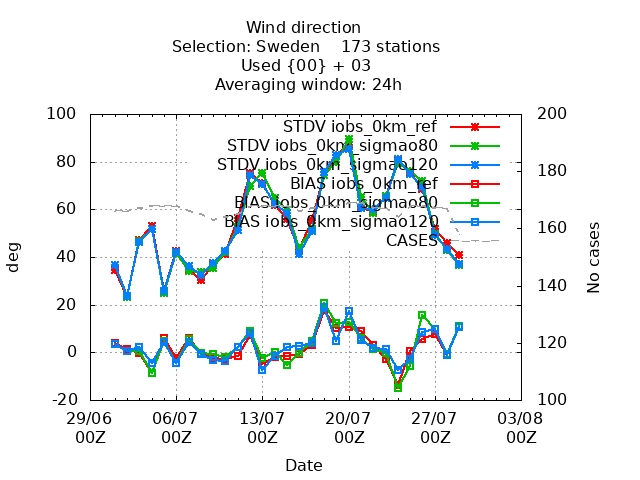 Wind direction
Selection: Sweden 173 stations
Used {00} + 03
Averaging window: 24h
100
80
60
40
20
0
-20
200
180
160
140
120
100
deg
No cases
STDV iobs_0km_ref
STDV iobs_0km_sigmao80
STDV iobs_0km_sigmao120
BIAS iobs_0km_ref
BIAS iobs_0km_sigmao80
BIAS iobs_0km_sigmao120
CASES
29/06 06/07 13/07 20/07 27/07 03/08
00Z 00Z 00Z 00Z 00Z 00Z
Date